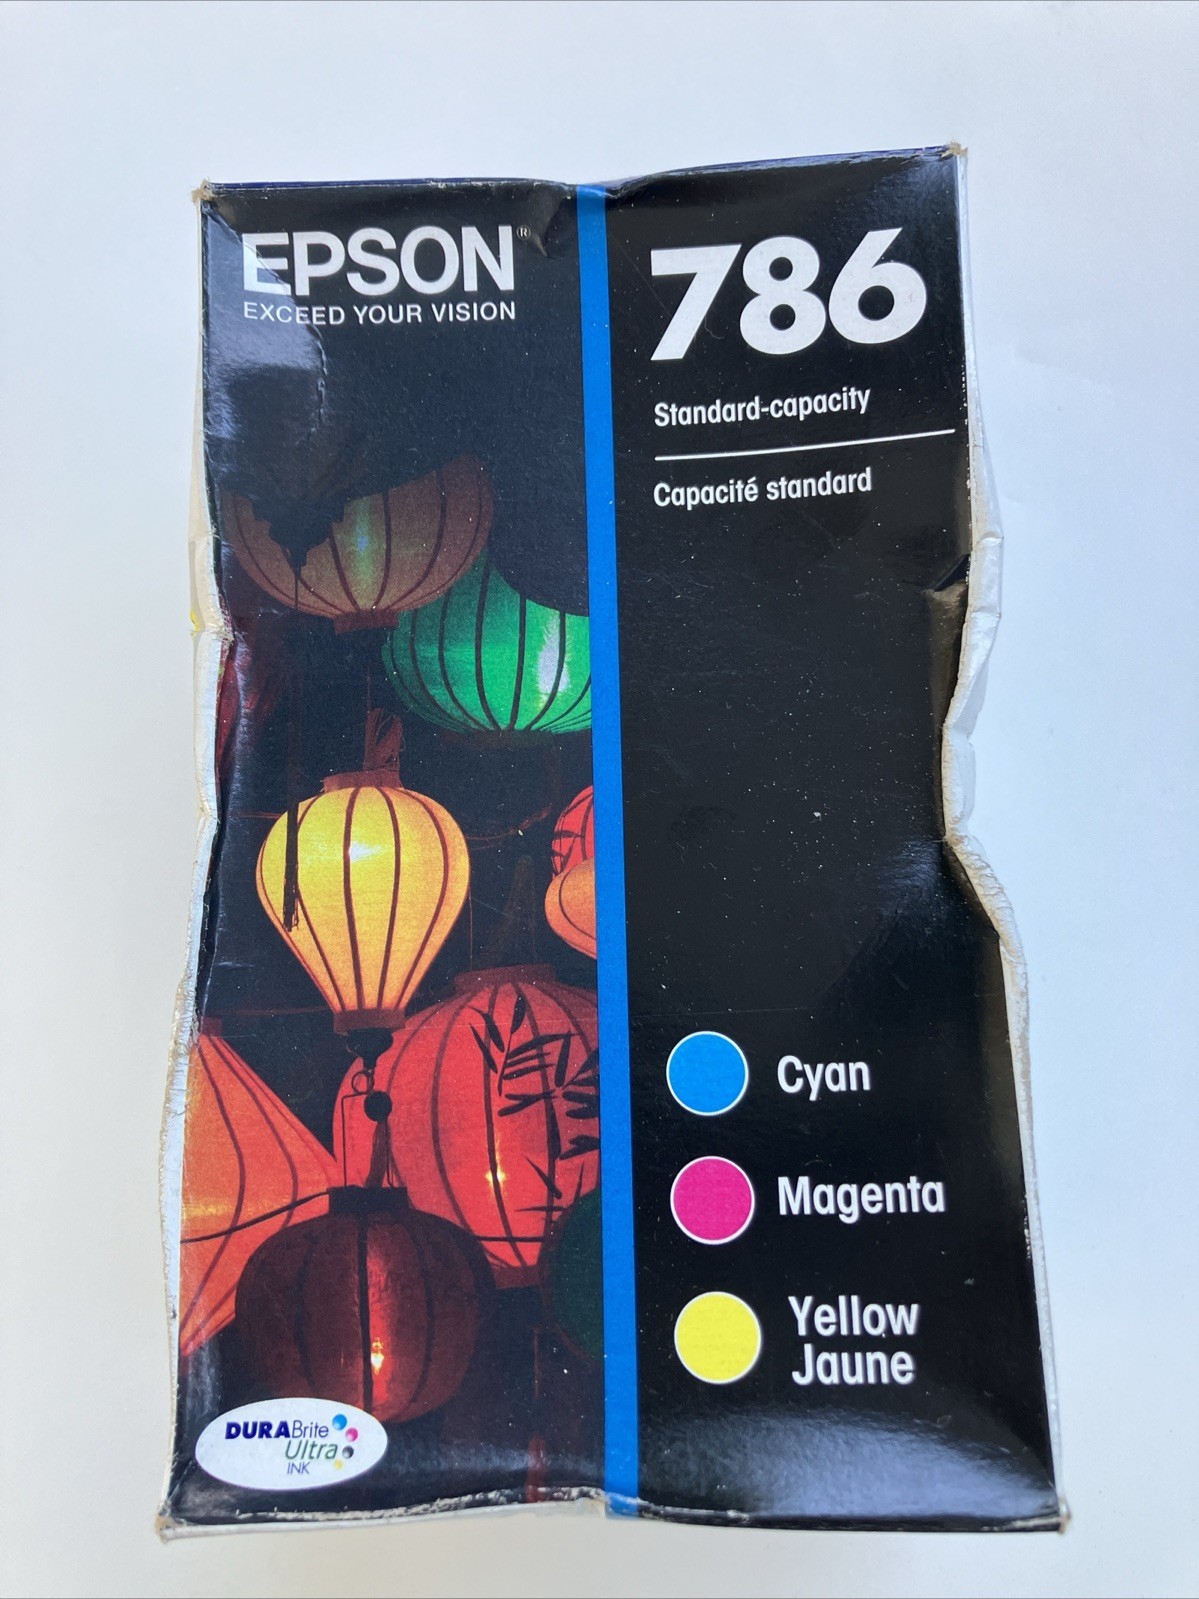 EPSON®
EXCEED YOUR VISION
786
Standard-capacity
Capacité standard
Cyan
Magenta
Yellow
Jaune
DURABrite
Ultra
INK